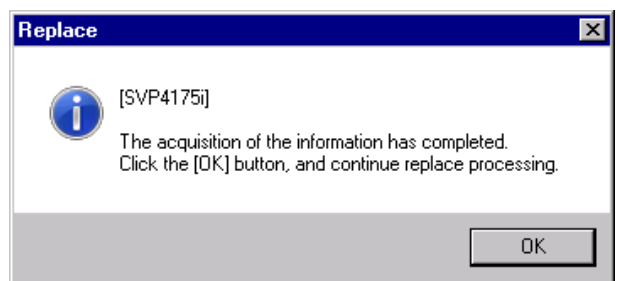 Replace
[SVP4175i]
The acquisition of the information has completed.
Click the [OK] button, and continue replace processing.
OK